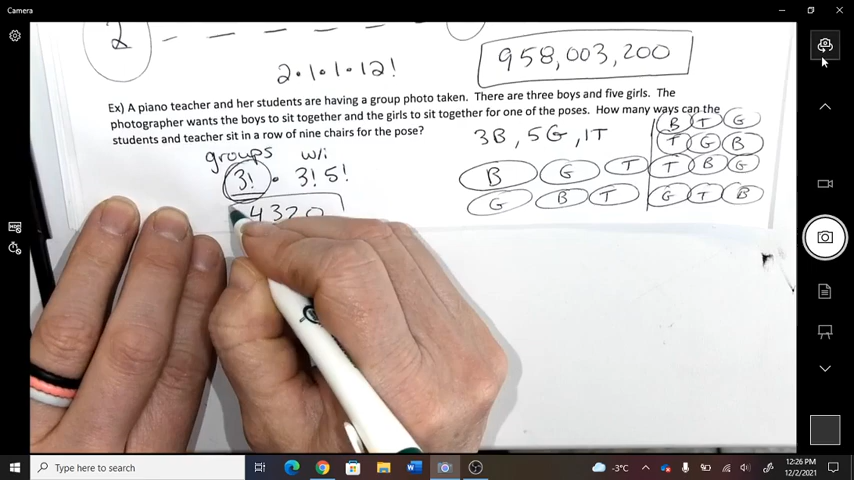 Camera
2 _ _ _ _ _ _
2·1·1·12!
958,003,200
Ex) A piano teacher and her students are having a group photo taken. There are three boys and five girls. The
photographer wants the boys to sit together and the girls to sit together for one of the poses. How many ways can the
students and teacher sit in a row of nine chairs for the pose?
groups w/i
3! · 3!5!
4320
3B, 5G, 1T
B G T
G B T
B T G
T G B
T B G
G T B
Type here to search
-3°C
12:26 PM
12/2/2021